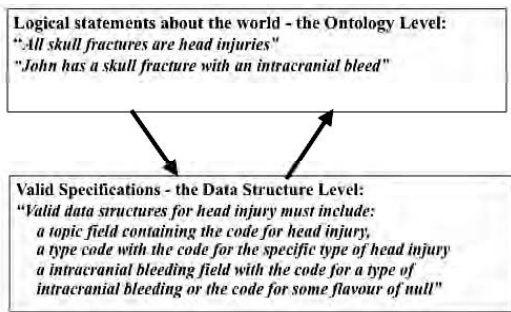 Logical statements about the world - the Ontology Level:
“All skull fractures are head injuries”
“John has a skull fracture with an intracranial bleed”
Valid Specifications - the Data Structure Level:
“Valid data structures for head injury must include:
a topic field containing the code for head injury,
a type code with the code for the specific type of head injury
a intracranial bleeding field with the code for a type of
intracranial bleeding or the code for some flavour of null”